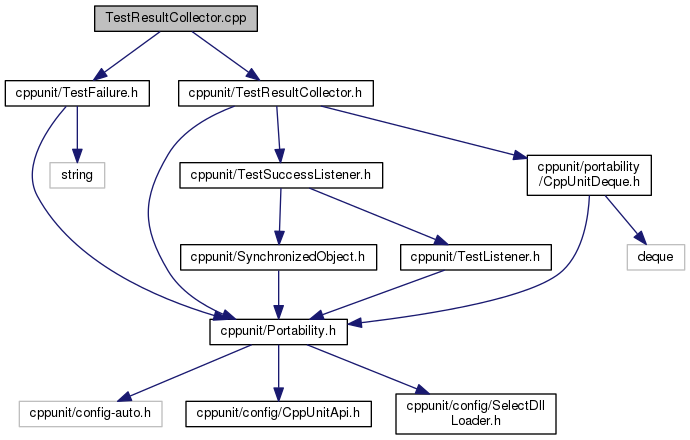 TestResultCollector.cpp
cppunit/TestFailure.h
cppunit/TestResultCollector.h
string
cppunit/TestSuccessListener.h
cppunit/portability
/CppUnitDeque.h
cppunit/SynchronizedObject.h
cppunit/TestListener.h
deque
cppunit/Portability.h
cppunit/config-auto.h
cppunit/config/CppUnitApi.h
cppunit/config/SelectDll
Loader.h